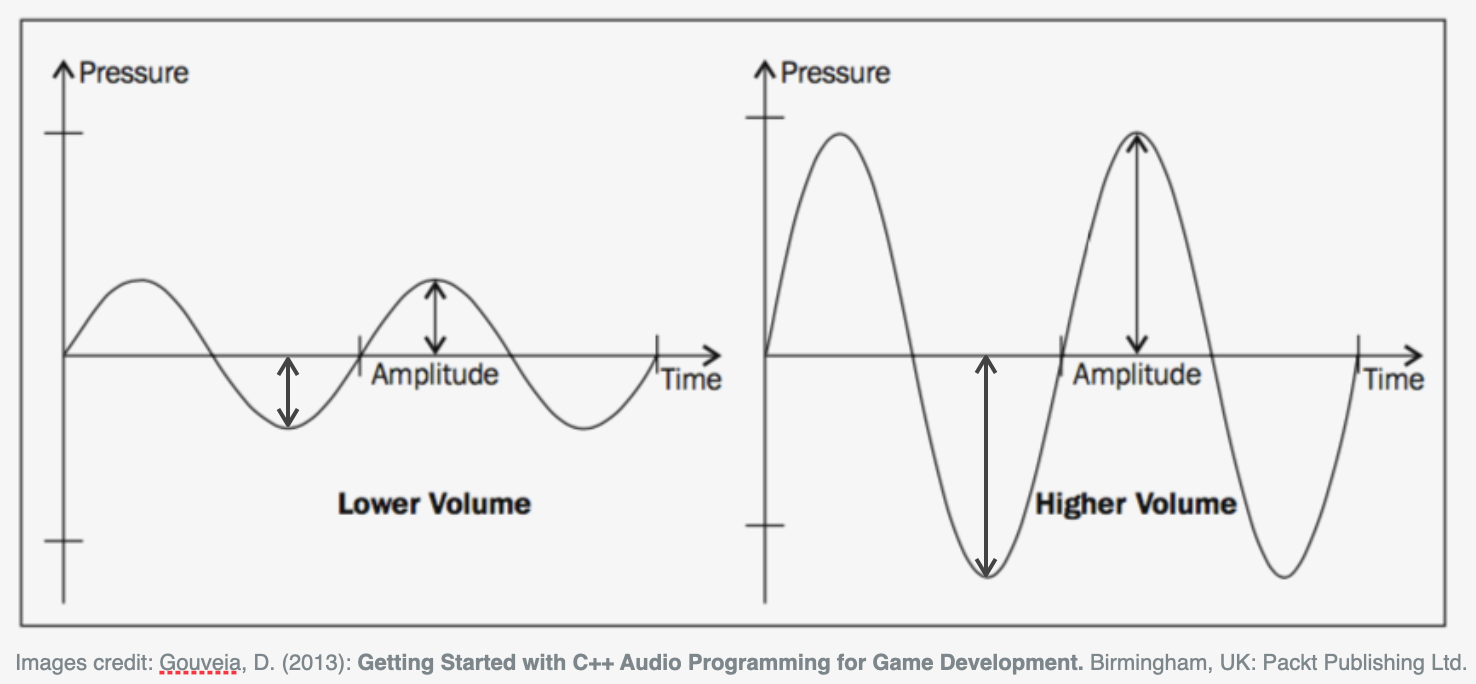 Pressure
Amplitude
Time
Lower Volume
Pressure
Amplitude
Time
Higher Volume
Images credit: Gouveia, D. (2013): Getting Started with C++ Audio Programming for Game Development. Birmingham, UK: Packt Publishing Ltd.